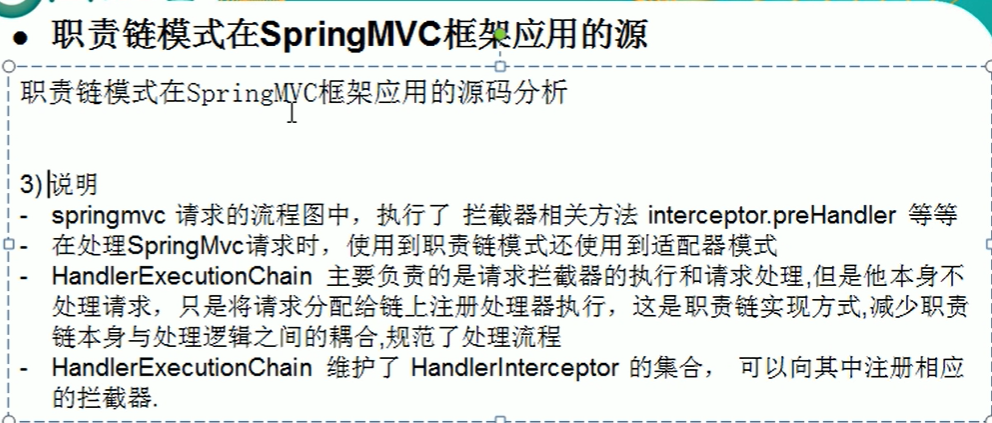 ● 职责链模式在SpringMVC框架应用的源
职责链模式在SpringMVC框架应用的源码分析
3)说明
- springmvc 请求的流程图中，执行了 拦截器相关方法 interceptor.preHandler 等等
- 在处理SpringMvc请求时，使用到职责链模式还使用到适配器模式
- HandlerExecutionChain 主要负责的是请求拦截器的执行和请求处理,但是他本身不
处理请求，只是将请求分配给链上注册处理器执行，这是职责链实现方式,减少职责
链本身与处理逻辑之间的耦合,规范了处理流程
- HandlerExecutionChain 维护了 HandlerInterceptor 的集合， 可以向其中注册相应
的拦截器.